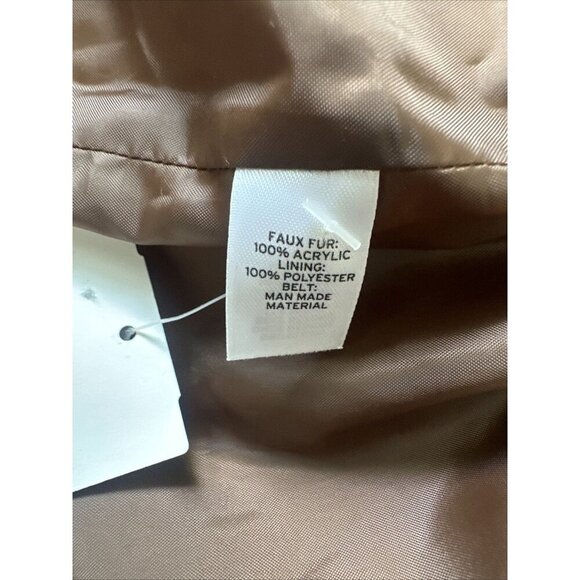 FAUX FUR:
100% ACRYLIC
LINING:
100% POLYESTER
BELT:
MAN MADE
MATERIAL